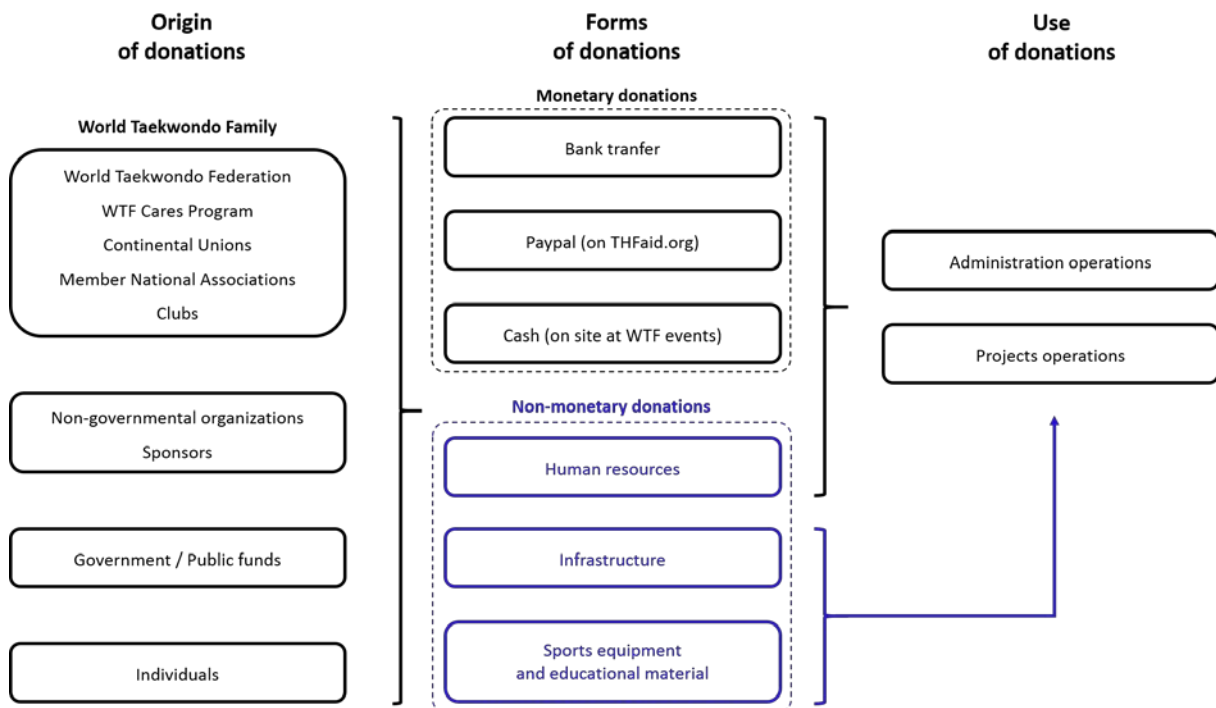 Origin
of donations
World Taekwondo Family
World Taekwondo Federation
WTF Cares Program
Continental Unions
Member National Associations
Clubs
Non-governmental organizations
Sponsors
Government / Public funds
Individuals
Forms
of donations
Monetary donations
Bank tranfer
Paypal (on THFaid.org)
Cash (on site at WTF events)
Non-monetary donations
Human resources
Infrastructure
Sports equipment
and educational material
Use
of donations
Administration operations
Projects operations